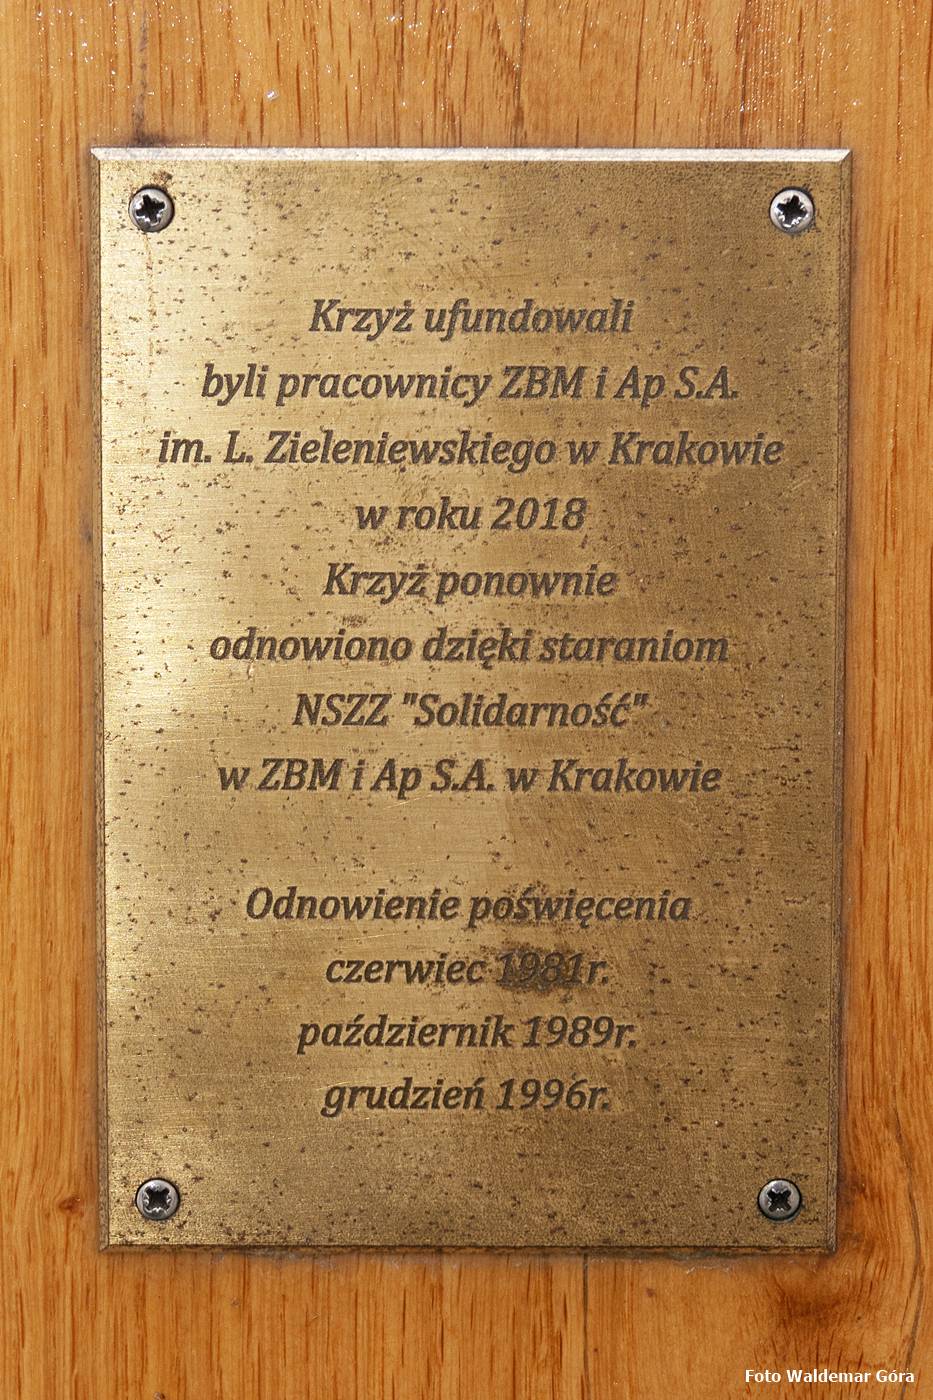 Krzyż ufundowali
byli pracownicy ZBM i Ap S.A.
im. L. Zieleniewskiego w Krakowie
w roku 2018
Krzyż ponownie
odnowiono dzięki staraniom
NSZZ "Solidarność"
w ZBM i Ap S.A. w Krakowie
Odnowienie poświęcenia
czerwiec 1981r.
październik 1989r.
grudzień 1996r.
Foto Waldemar Góra